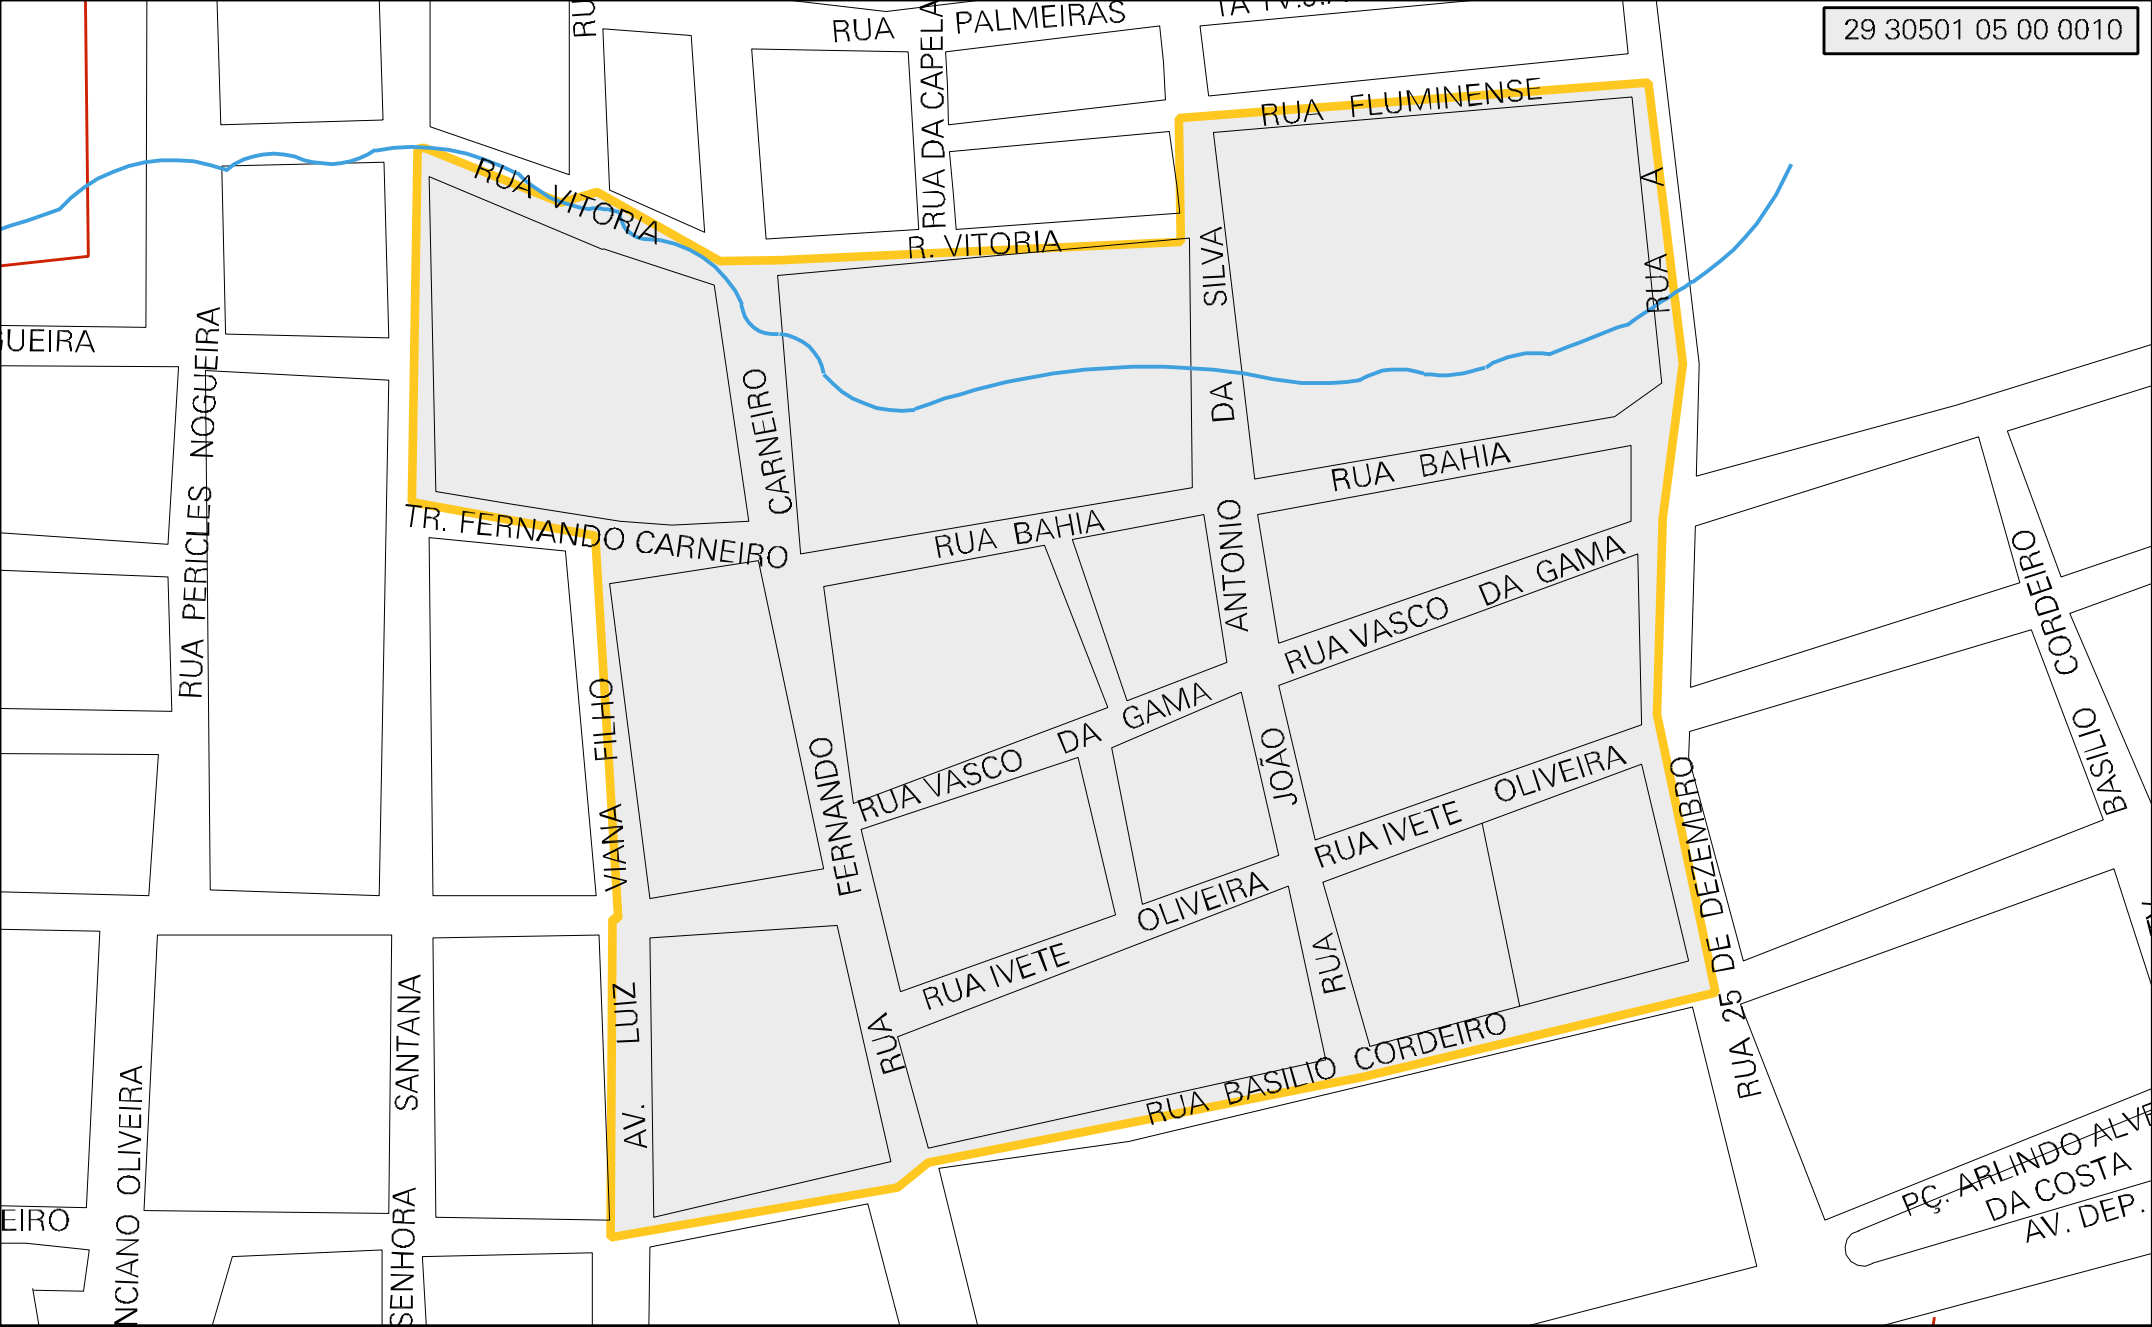 RUA PALMEIRAS
29 30501 05 00 0010
RUA DA CAPELA
RUA FLUMINENSE
RUA VITORIA
R. VITORIA
RUA A
RUA PERICLES NOGUEIRA
TR. FERNANDO CARNEIRO
RUA FERNANDO CARNEIRO
RUA BAHIA
RUA BAHIA
RUA JOÃO ANTONIO DA SILVA
RUA VASCO DA GAMA
RUA VASCO DA GAMA
RUA IVETE OLIVEIRA
RUA IVETE OLIVEIRA
AV. LUIZ VIANA FILHO
RUA 25 DE DEZEMBRO
BASILIO CORDEIRO
RUA BASILIO CORDEIRO
SENHORA SANTANA
OLIVEIRA
PÇ. ARLINDO
DA COSTA
AV. DEP.